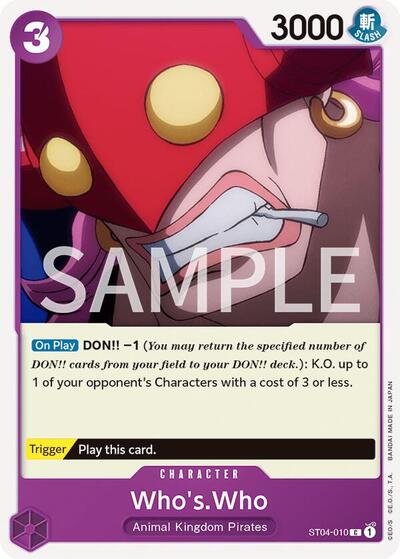 3
3000
斬
SLASH
SAMPLE
On Play DON!! −1 (You may return the specified number of
DON!! cards from your field to your DON!! deck.): K.O. up to
1 of your opponent's Characters with a cost of 3 or less.
Trigger Play this card.
CHARACTER
Who's.Who
Animal Kingdom Pirates
ST04-010 C 1
©E.O/S ©E.O./S., T.A. BANDAI MADE IN JAPAN